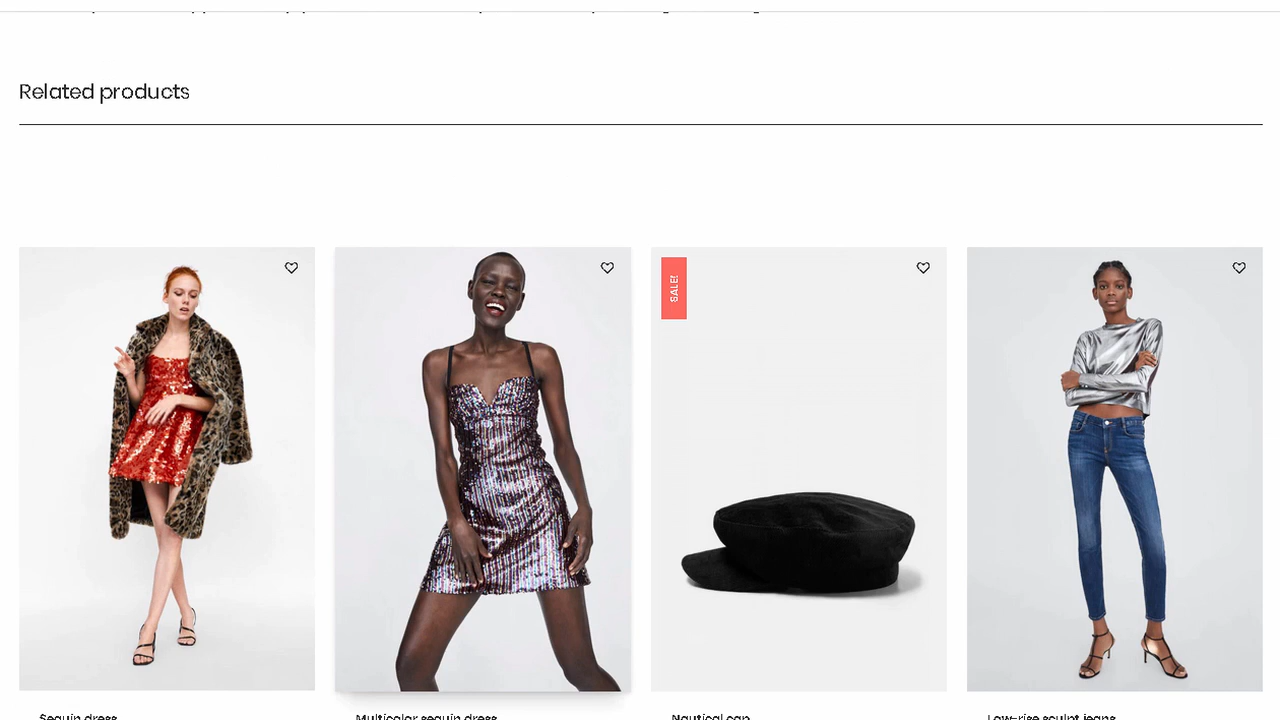 Related products
SALE!
Sequin dress
Multicolor sequin dress
Nautical cap
Low-rise sculpt jeans